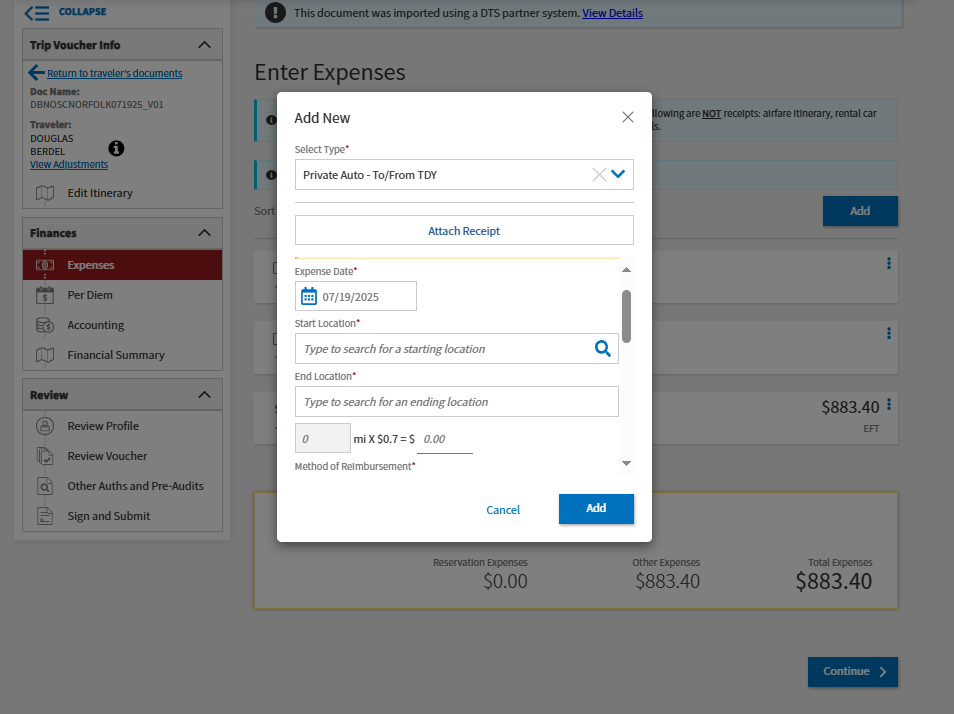 COLLAPSE
This document was imported using a DTS partner system. View Details
Trip Voucher Info
Return to traveler's documents
Doc Name:
DBNOSCNORFOLK071925_V01
Traveler:
DOUGLAS
BERDEL
View Adjustments
Edit Itinerary
Finances
Expenses
Per Diem
Accounting
Financial Summary
Review
Review Profile
Review Voucher
Other Auths and Pre-Audits
Sign and Submit
Enter Expenses
llowing are NOT receipts: airfare itinerary, rental car
ls.
Sort
Add
Add New
Select Type*
Private Auto - To/From TDY
Attach Receipt
Expense Date*
07/19/2025
Start Location*
Type to search for a starting location
End Location*
Type to search for an ending location
0 mi X $0.7 = $ 0.00
Method of Reimbursement*
Cancel
Add
$883.40
EFT
Reservation Expenses
$0.00
Other Expenses
$883.40
Total Expenses
$883.40
Continue